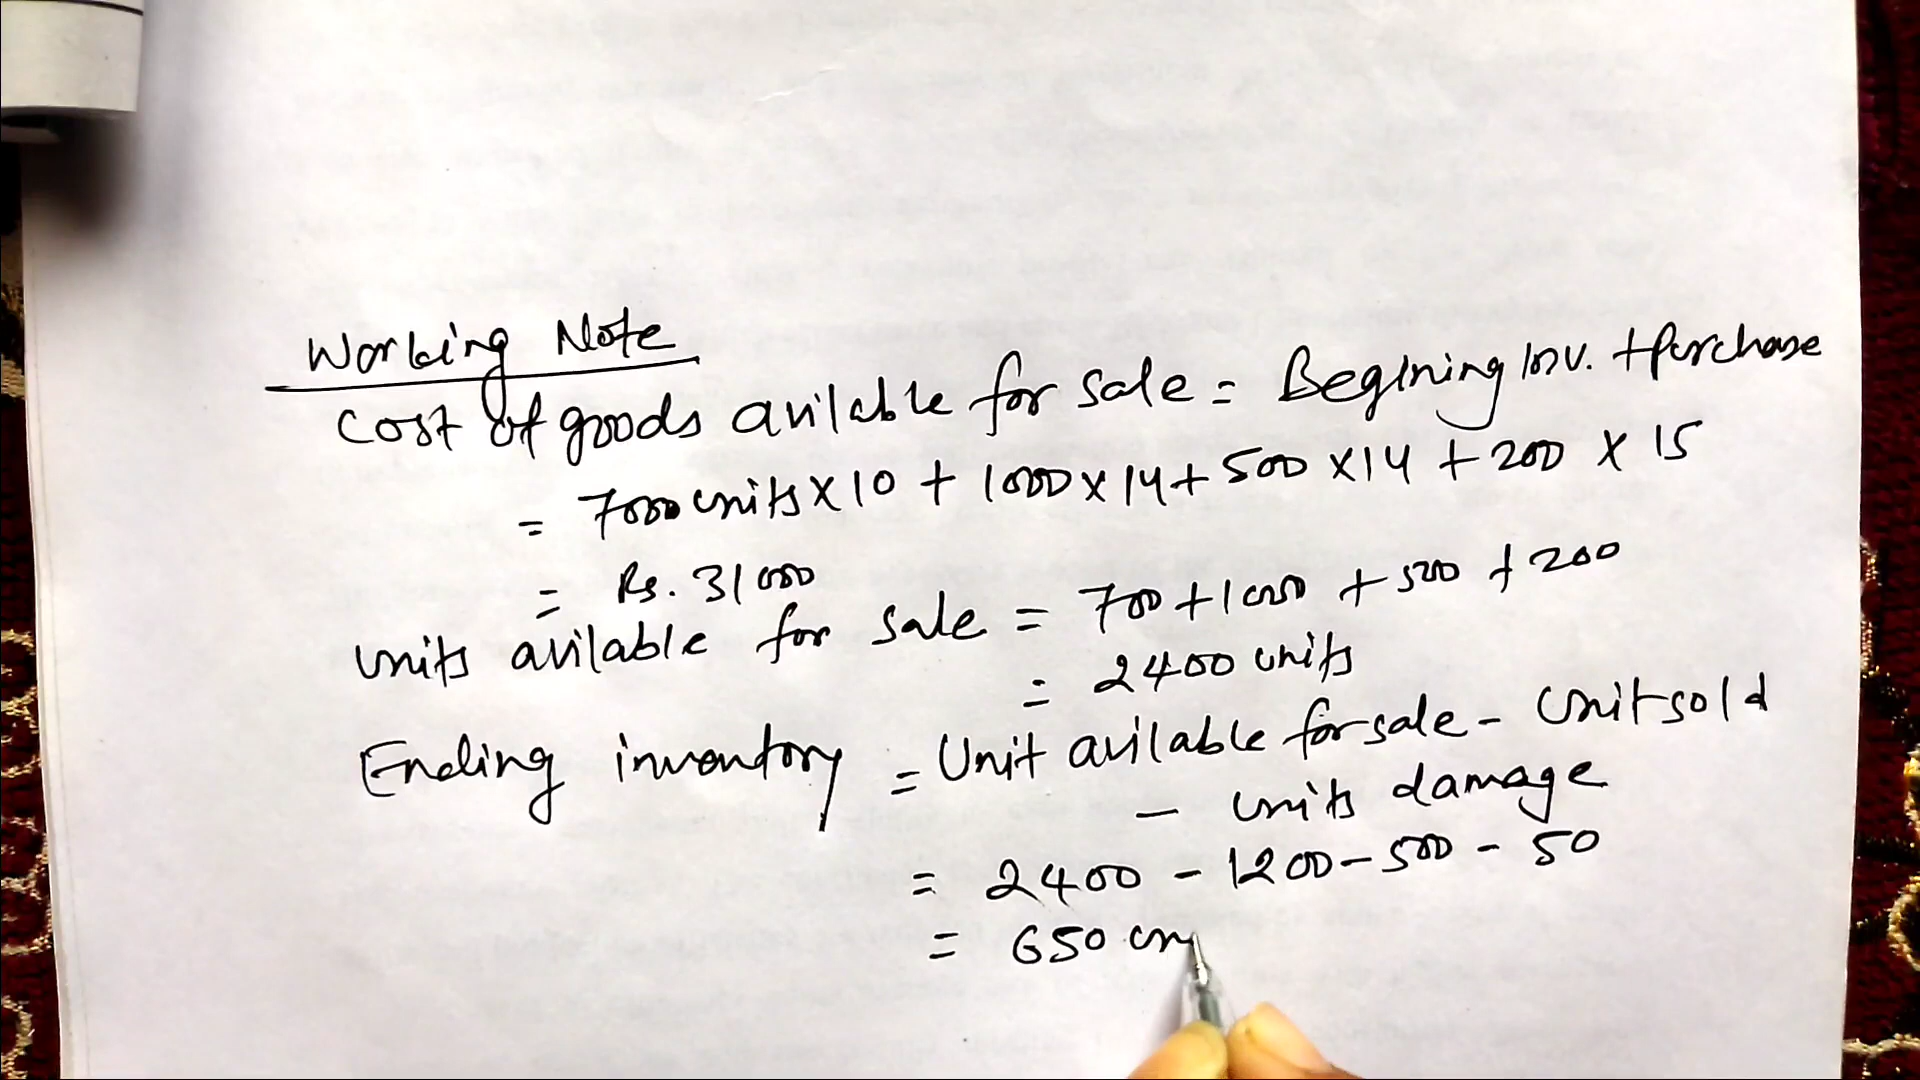 Working Note
Cost of goods avilable for sale = Begining Inv. + Purchase
= 7000 units X 10 + 1000 X 14 + 500 X 14 + 200 X 15
= Rs. 31000
units avilable for sale = 700 + 1000 + 500 + 200
= 2400 units
Ending inventory = Unit avilable for sale - Unit sold
- units damage
= 2400 - 1200 - 500 - 50
= 650 un